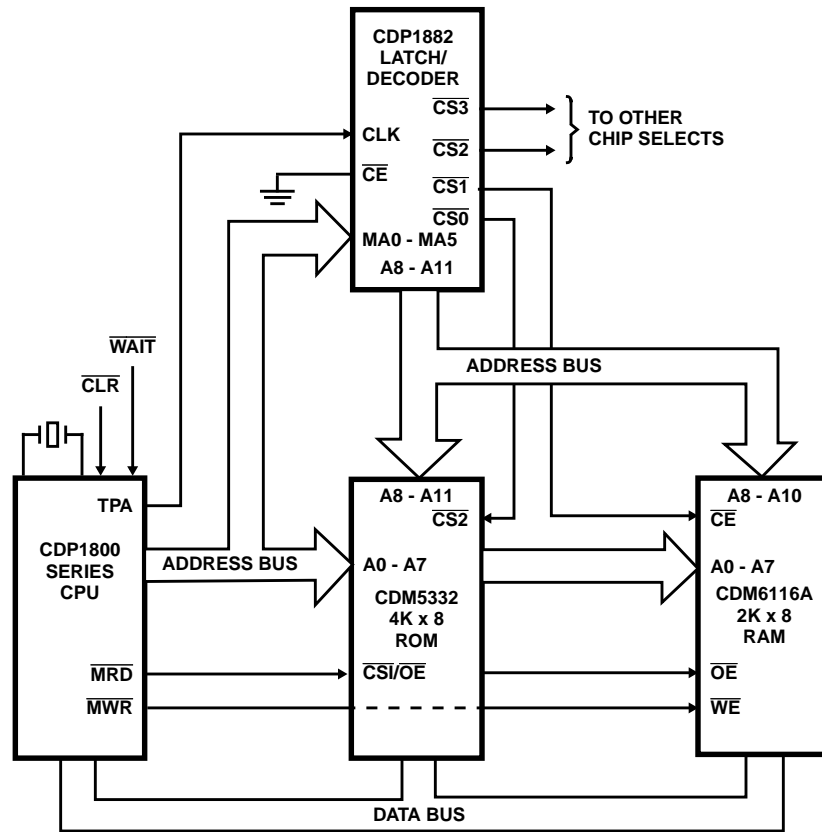 CDP1882
LATCH/
DECODER
CS3
CLK
CS2
CE
CS1
CS0
MA0 - MA5
A8 - A11
TO OTHER
CHIP SELECTS
WAIT
CLR
ADDRESS BUS
TPA
CDP1800
SERIES
CPU
MRD
MWR
ADDRESS BUS
A8 - A11
CS2
A0 - A7
CDM5332
4K x 8
ROM
CSI/OE
A8 - A10
CE
A0 - A7
CDM6116A
2K x 8
RAM
OE
WE
DATA BUS